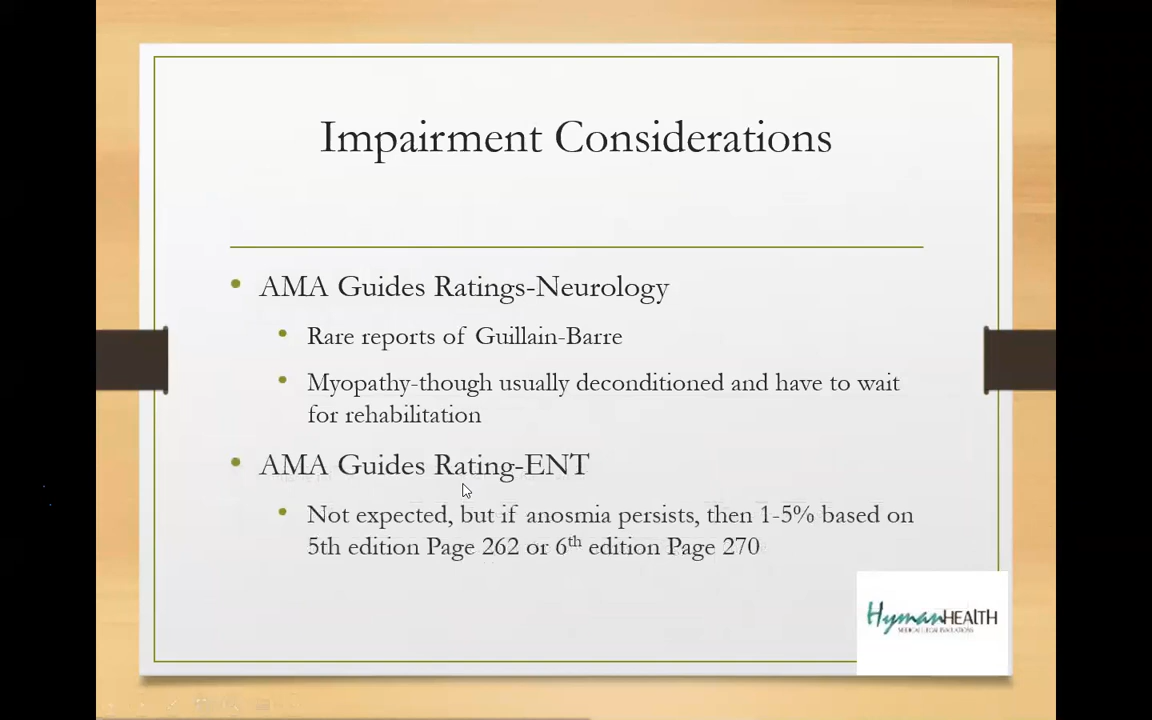 Impairment Considerations
• AMA Guides Ratings-Neurology
• Rare reports of Guillain-Barre
• Myopathy-though usually deconditioned and have to wait
for rehabilitation
• AMA Guides Rating-ENT
• Not expected, but if anosmia persists, then 1-5% based on
5th edition Page 262 or 6th edition Page 270
HymanHEALTH
MEDICAL LEGAL EVALUATIONS